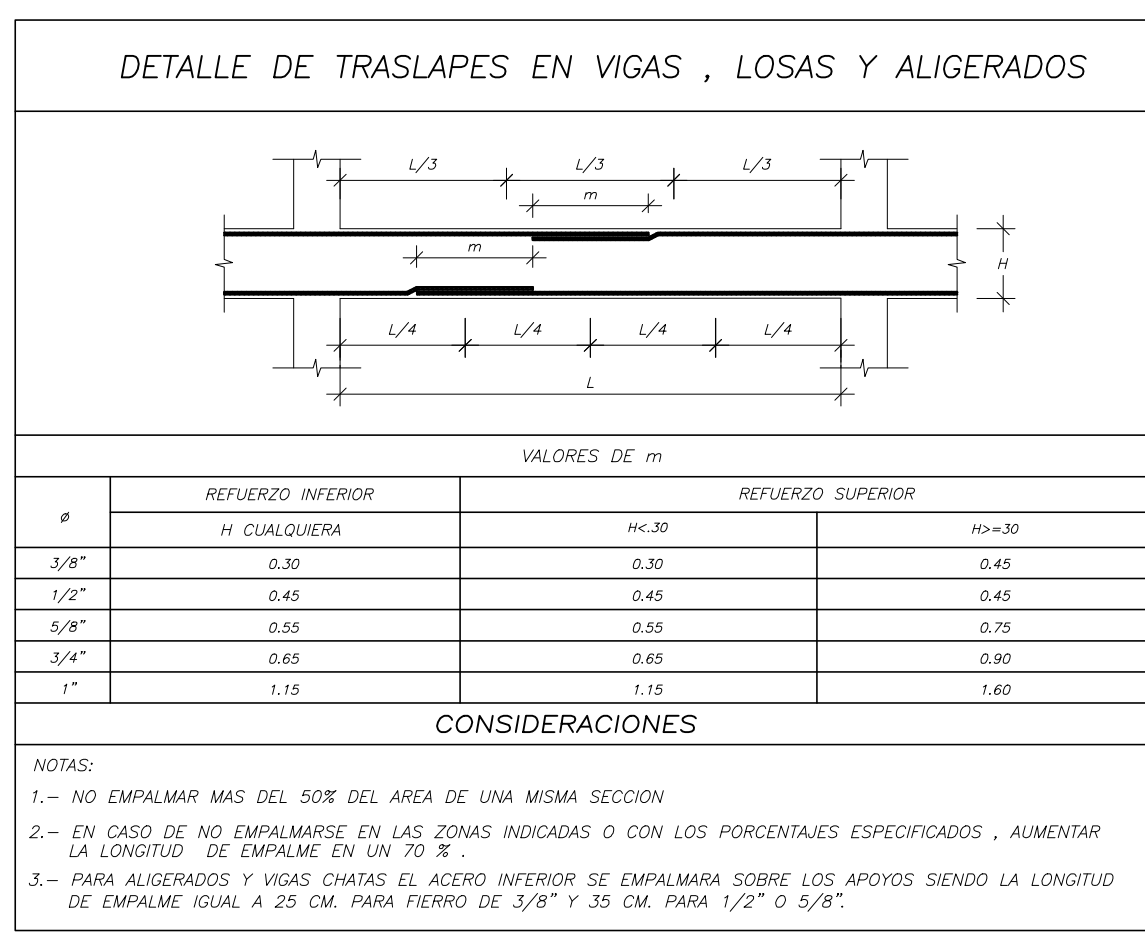 DETALLE DE TRASLAPES EN VIGAS , LOSAS Y ALIGERADOS
L/3 L/3 L/3
m
m
H
L/4 L/4 L/4 L/4
L
VALORES DE m
ø REFUERZO INFERIOR REFUERZO SUPERIOR
H CUALQUIERA H<.30 H>=30
3/8" 0.30 0.30 0.45
1/2" 0.45 0.45 0.45
5/8" 0.55 0.55 0.75
3/4" 0.65 0.65 0.90
1" 1.15 1.15 1.60
CONSIDERACIONES
NOTAS:
1.- NO EMPALMAR MAS DEL 50% DEL AREA DE UNA MISMA SECCION
2.- EN CASO DE NO EMPALMARSE EN LAS ZONAS INDICADAS O CON LOS PORCENTAJES ESPECIFICADOS , AUMENTAR
LA LONGITUD DE EMPALME EN UN 70 % .
3.- PARA ALIGERADOS Y VIGAS CHATAS EL ACERO INFERIOR SE EMPALMARA SOBRE LOS APOYOS SIENDO LA LONGITUD
DE EMPALME IGUAL A 25 CM. PARA FIERRO DE 3/8" Y 35 CM. PARA 1/2" O 5/8".